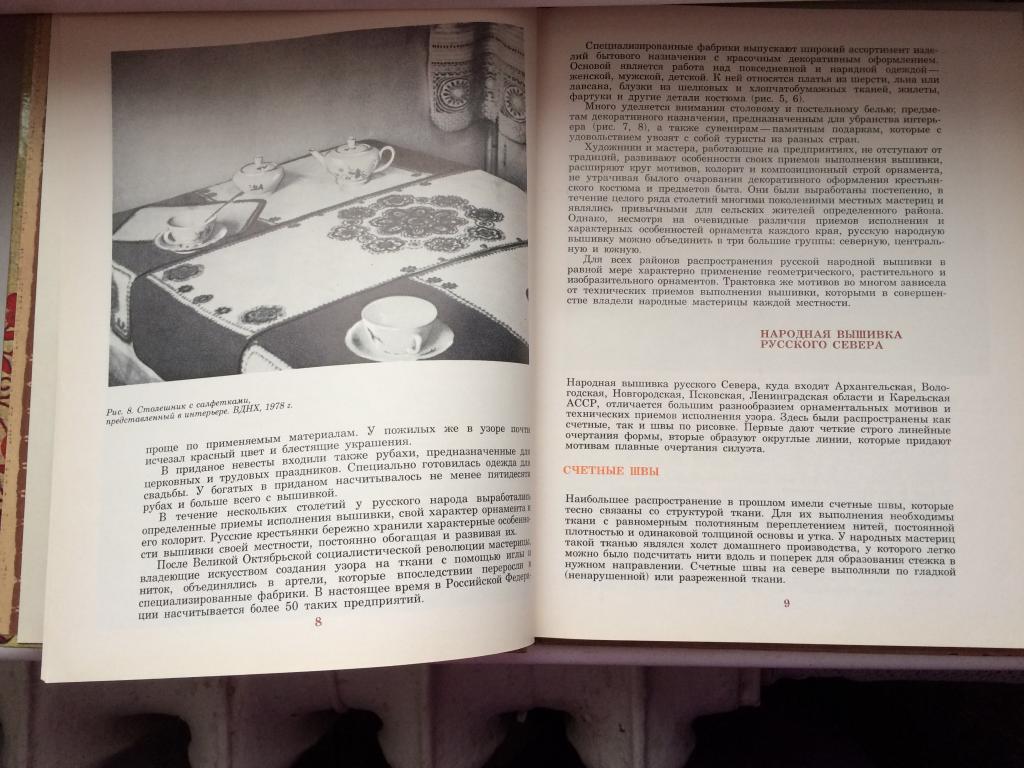 Рис. 8. Столешник с салфетками,
представленный в интерьере. ВДНХ, 1978 г.
проще по применяемым материалам. У пожилых же в узоре почти
исчезал красный цвет и блестящие украшения.
В приданое невесты входили также рубахи, предназначенные для
церковных и трудовых праздников. Специально готовилась одежда для
свадьбы. У богатых в приданом насчитывалось не менее пятидесяти
рубах и больше всего с вышивкой.
В течение нескольких столетий у русского народа выработались
определенные приемы исполнения вышивки, свой характер орнамента и
его колорит. Русские крестьянки бережно хранили характерные особенно-
сти вышивки своей местности, постоянно обогащая и развивая их.
После Великой Октябрьской социалистической революции мастерицы,
владеющие искусством создания узора на ткани с помощью иглы и
ниток, объединялись в артели, которые впоследствии переросли в
специализированные фабрики. В настоящее время в Российской Федера-
ции насчитывается более 50 таких предприятий.
8
Специализированные фабрики выпускают широкий ассортимент изде-
лий бытового назначения с красочным декоративным оформлением.
Основой является работа над повседневной и нарядной одеждой—
женской, мужской, детской. К ней относятся платья из шерсти, льна или
лавсана, блузки из шелковых и хлопчатобумажных тканей, жилеты,
фартуки и другие детали костюма (рис. 5, 6).
Много уделяется внимания столовому и постельному белью; предме-
там декоративного назначения, предназначенным для убранства интерь-
ера (рис. 7, 8), а также сувенирам—памятным подаркам, которые с
удовольствием увозят с собой туристы из разных стран.
Художники и мастера, работающие на предприятиях, не отступают от
традиций, развивают особенности своих приемов выполнения вышивки,
расширяют круг мотивов, колорит и композиционный строй орнамента,
не утрачивая былого очарования декоративного оформления крестьян-
ского костюма и предметов быта. Они были выработаны постепенно, в
течение целого ряда столетий многими поколениями местных мастериц и
являлись привычными для сельских жителей определенного района.
Однако, несмотря на очевидные различия приемов исполнения и
характерных особенностей орнамента каждого края, русскую народную
вышивку можно объединить в три большие группы: северную, централь-
ную и южную.
Для всех районов распространения русской народной вышивки в
равной мере характерно применение геометрического, растительного и
изобразительного орнаментов. Трактовка же мотивов во многом зависела
от технических приемов выполнения вышивки, которыми в совершен-
стве владели народные мастерицы каждой местности.
НАРОДНАЯ ВЫШИВКА
РУССКОГО СЕВЕРА
Народная вышивка русского Севера, куда входят Архангельская, Воло-
годская, Новгородская, Псковская, Ленинградская области и Карельская
АССР, отличается большим разнообразием орнаментальных мотивов и
технических приемов исполнения узора. Здесь были распространены как
счетные, так и швы по рисовке. Первые дают четкие строго линейные
очертания формы, вторые образуют округлые линии, которые придают
мотивам плавные очертания силуэта.
СЧЕТНЫЕ ШВЫ
Наибольшее распространение в прошлом имели счетные швы, которые
тесно связаны со структурой ткани. Для их выполнения необходимы
ткани с равномерным полотняным переплетением нитей, постоянной
плотностью и одинаковой толщиной основы и утка. У народных мастериц
такой тканью являлся холст домашнего производства, у которого легко
можно было подсчитать нити вдоль и поперек для образования стежка в
нужном направлении. Счетные швы на севере выполняли по гладкой
(ненарушенной) или разреженной ткани.
9